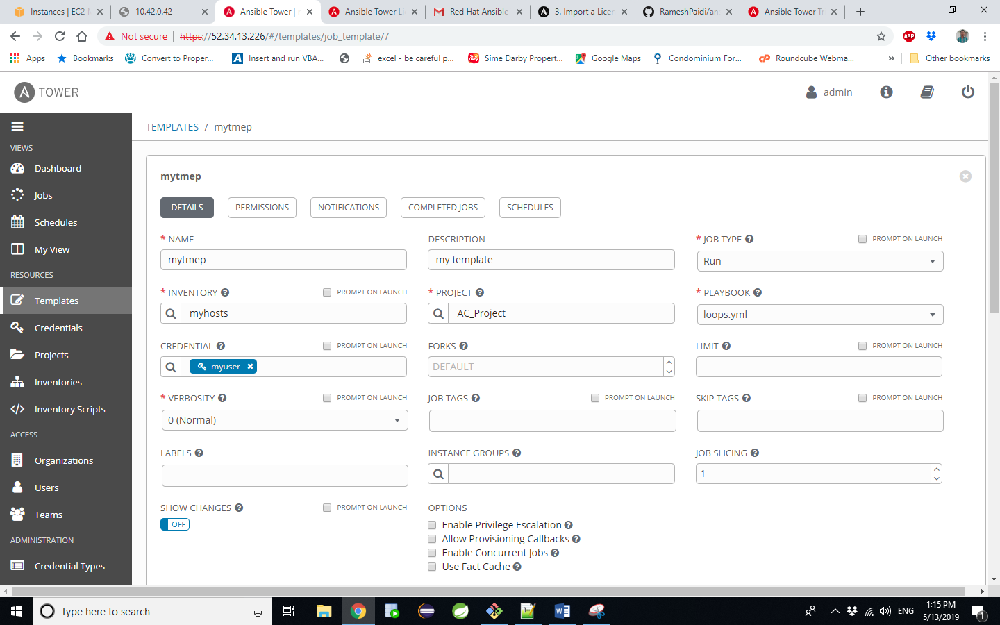 Instances | EC2 M
10.42.0.42
Ansible Tower | m
Ansible Tower Li
Red Hat Ansible
3. Import a Licen
RameshPaidi/an
Ansible Tower Tr
Not secure
https://52.34.13.226/#/templates/job_template/7
ABP
Apps
Bookmarks
Convert to Proper...
Insert and run VBA...
excel - be careful p...
Sime Darby Propert...
Google Maps
Condominium For...
Roundcube Webma...
»
Other bookmarks
A TOWER
admin
VIEWS
Dashboard
Jobs
Schedules
My View
RESOURCES
Templates
Credentials
Projects
Inventories
Inventory Scripts
ACCESS
Organizations
Users
Teams
ADMINISTRATION
Credential Types
TEMPLATES / mytmep
mytmep
DETAILS
PERMISSIONS
NOTIFICATIONS
COMPLETED JOBS
SCHEDULES
* NAME
mytmep
DESCRIPTION
my template
* JOB TYPE
PROMPT ON LAUNCH
Run
* INVENTORY
PROMPT ON LAUNCH
myhosts
* PROJECT
AC_Project
* PLAYBOOK
loops.yml
CREDENTIAL
PROMPT ON LAUNCH
myuser
FORKS
DEFAULT
LIMIT
PROMPT ON LAUNCH
* VERBOSITY
PROMPT ON LAUNCH
0 (Normal)
JOB TAGS
PROMPT ON LAUNCH
SKIP TAGS
PROMPT ON LAUNCH
LABELS
INSTANCE GROUPS
JOB SLICING
1
SHOW CHANGES
PROMPT ON LAUNCH
OFF
OPTIONS
Enable Privilege Escalation
Allow Provisioning Callbacks
Enable Concurrent Jobs
Use Fact Cache
Type here to search
ENG
1:15 PM
5/13/2019
1